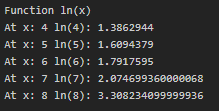 Function ln(x)
At x: 4 ln(4): 1.3862944
At x: 5 ln(5): 1.6094379
At x: 6 ln(6): 1.7917595
At x: 7 ln(7): 2.074699360000068
At x: 8 ln(8): 3.308234099999936